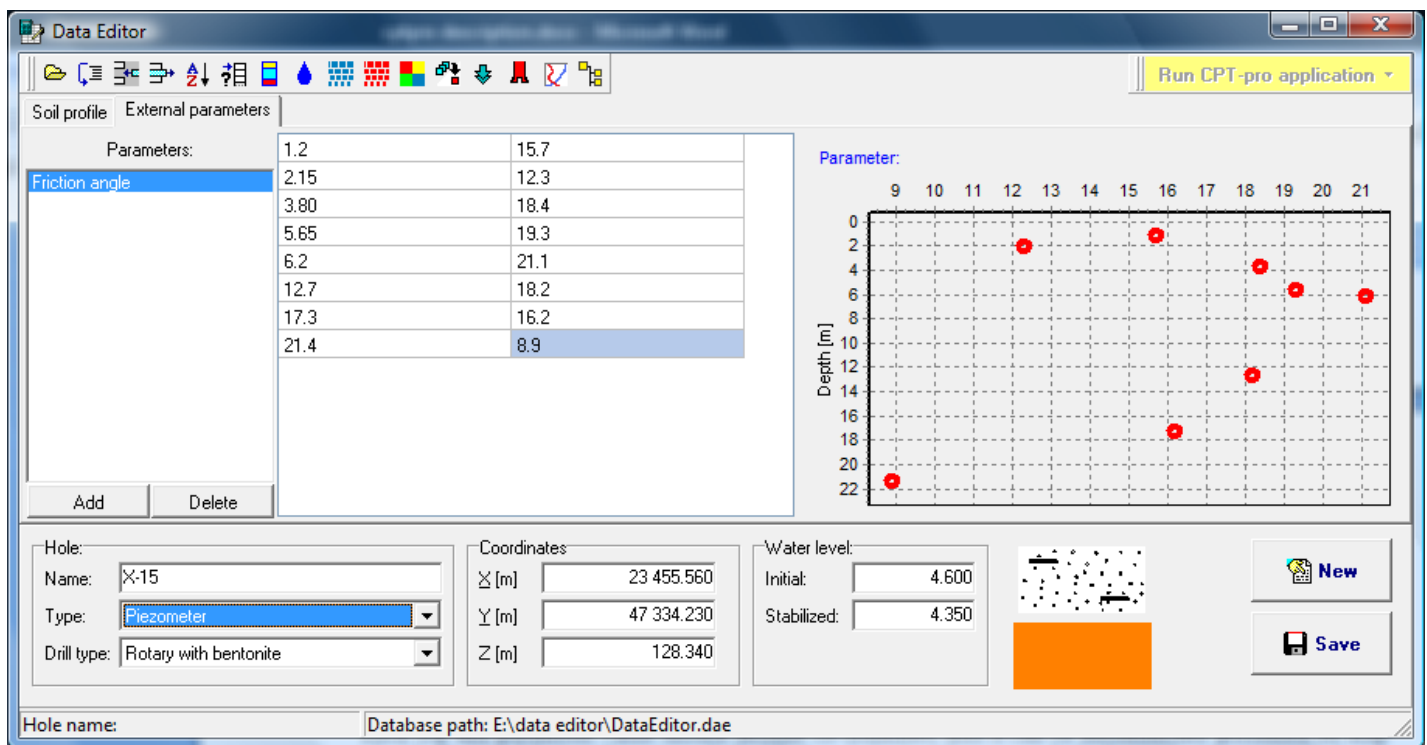 Data Editor
Run CPT-pro application
Soil profile External parameters
Parameters:
Friction angle
1.2 15.7
2.15 12.3
3.80 18.4
5.65 19.3
6.2 21.1
12.7 18.2
17.3 16.2
21.4 8.9
Add Delete
Parameter:
9 10 11 12 13 14 15 16 17 18 19 20 21
Depth [m]
0
2
4
6
8
10
12
14
16
18
20
22
Hole:
Name: X-15
Type: Piezometer
Drill type: Rotary with bentonite
Coordinates
X [m] 23 455.560
Y [m] 47 334.230
Z [m] 128.340
Water level:
Initial: 4.600
Stabilized: 4.350
New
Save
Hole name: Database path: E:\data editor\DataEditor.dae